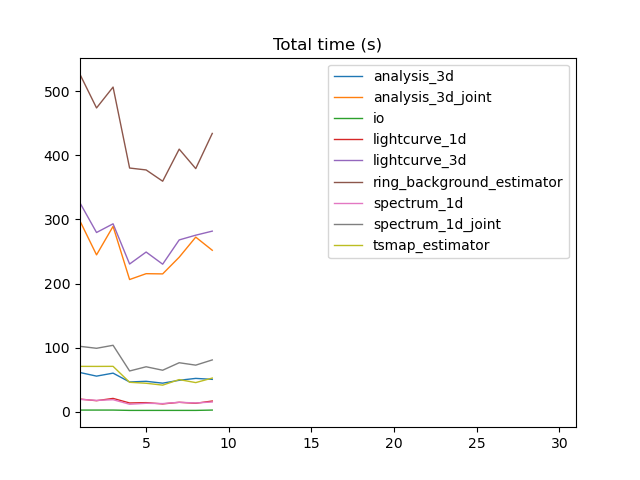 Total time (s)
analysis_3d
analysis_3d_joint
io
lightcurve_1d
lightcurve_3d
ring_background_estimator
spectrum_1d
spectrum_1d_joint
tsmap_estimator
500
400
300
200
100
0
5 10 15 20 25 30